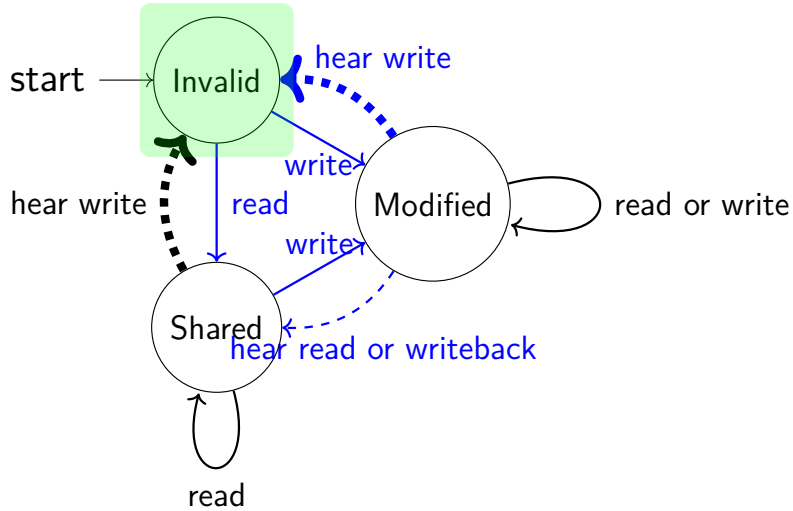 hear write
start
Invalid
write
hear write
read
Modified
read or write
write
Shared
hear read or writeback
read